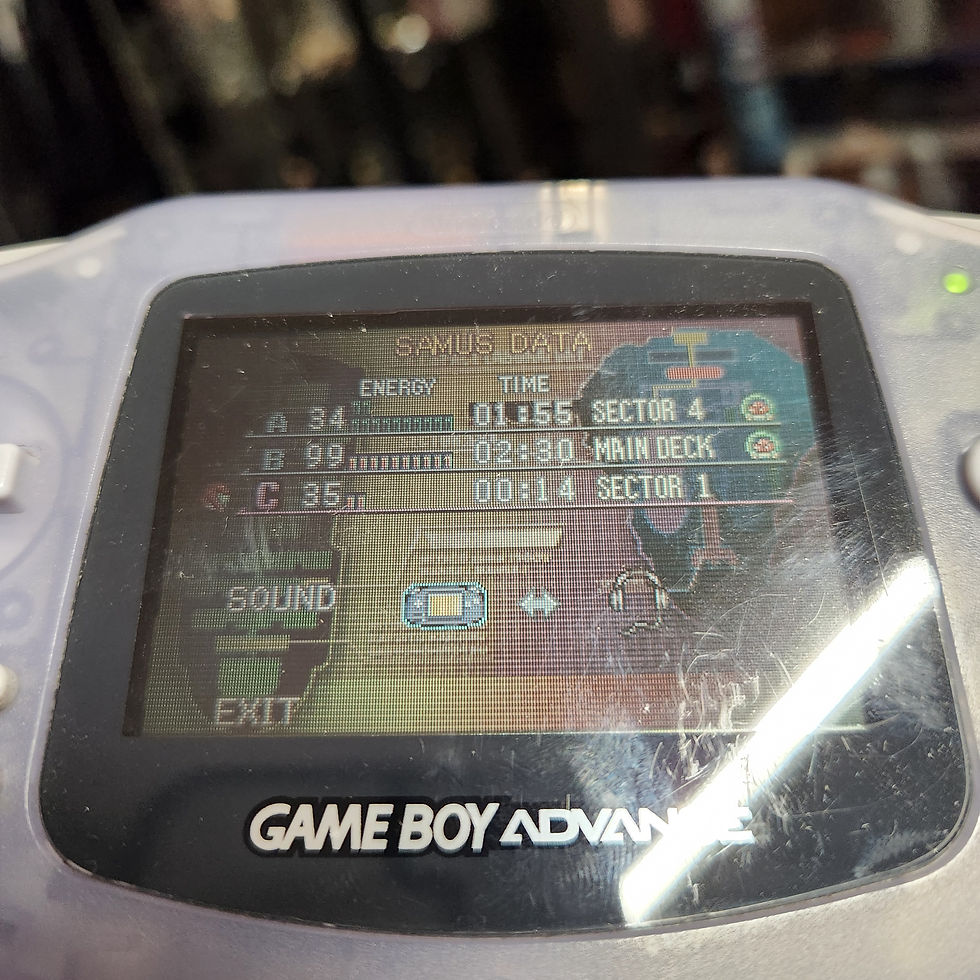 SAMUS DATA
ENERGY TIME
A 34 01:55 SECTOR 4
B 99 02:30 MAIN DECK
C 35 00:14 SECTOR 1
SOUND
EXIT
GAME BOY ADVANCE